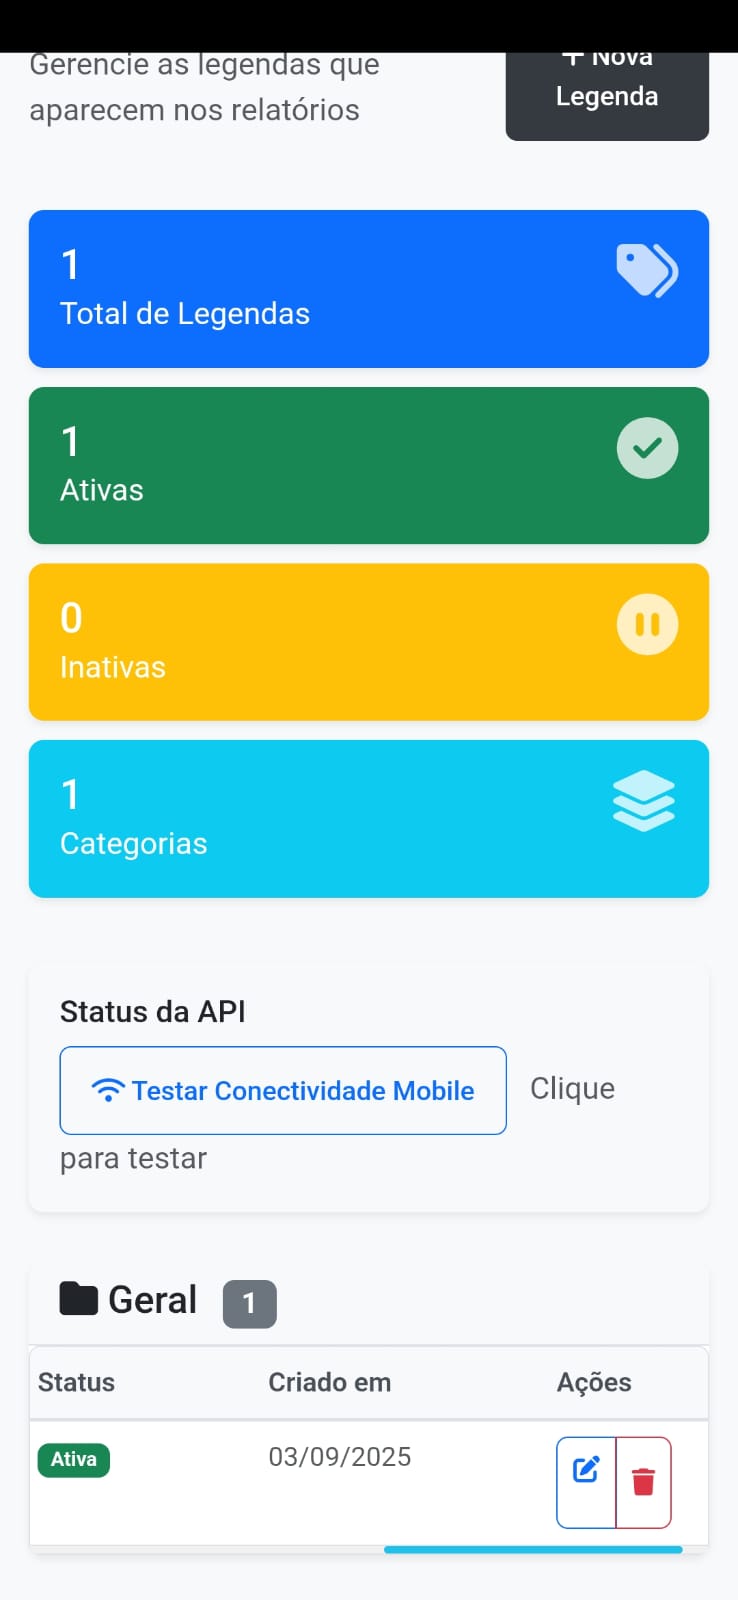 Gerencie as legendas que
aparecem nos relatórios
+ Nova
Legenda
1
Total de Legendas
1
Ativas
0
Inativas
1
Categorias
Status da API
Testar Conectividade Mobile Clique
para testar
Geral 1
Status Criado em Ações
Ativa 03/09/2025